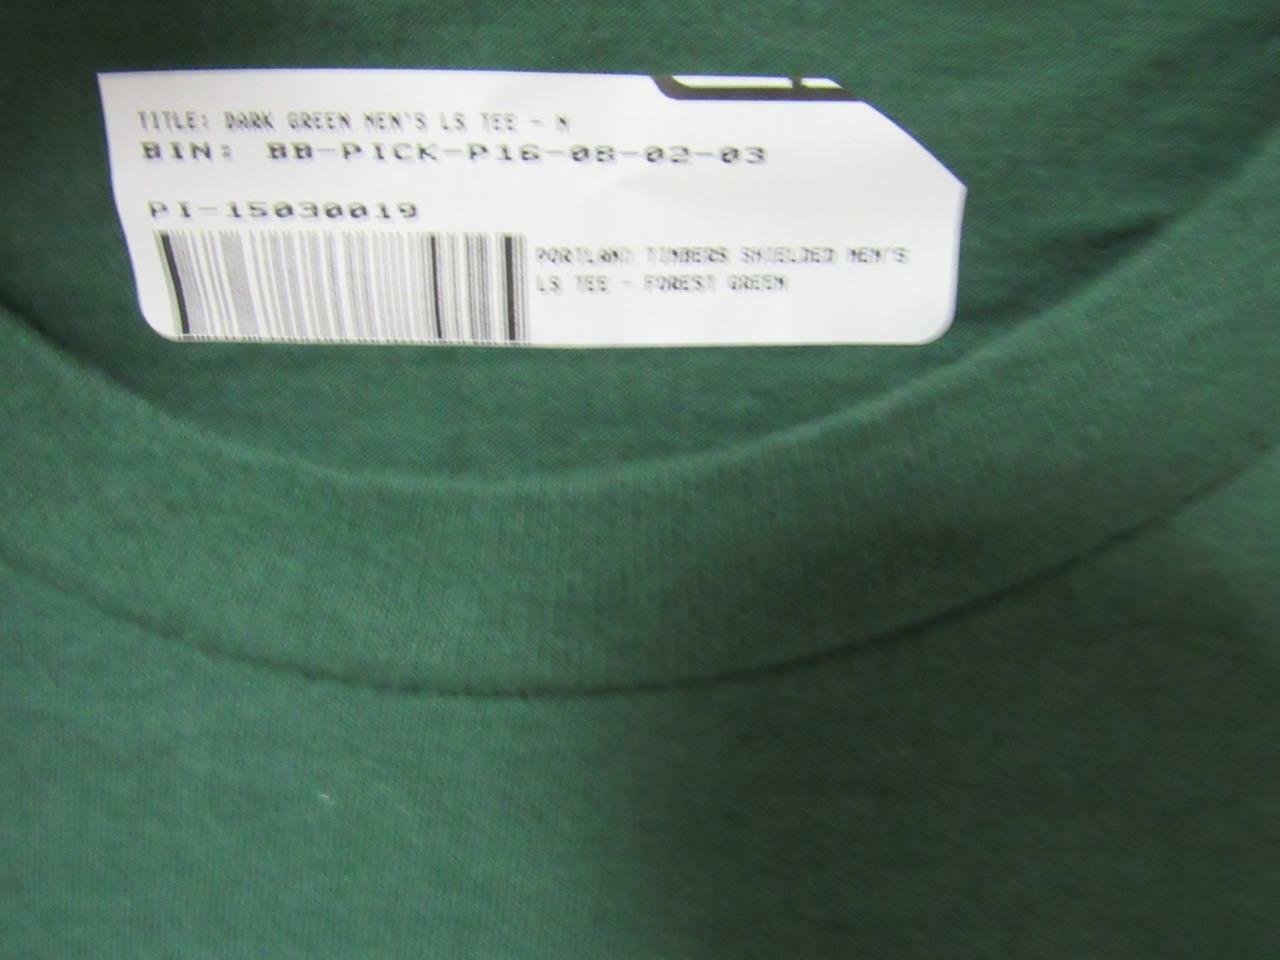 TITLE: DARK GREEN MEN'S LS TEE - M
BIN: BB-PICK-P16-08-02-03
PI-15030019
PORTLAND TIMBERS SHIELDED MEN'S
LS TEE - FOREST GREEN